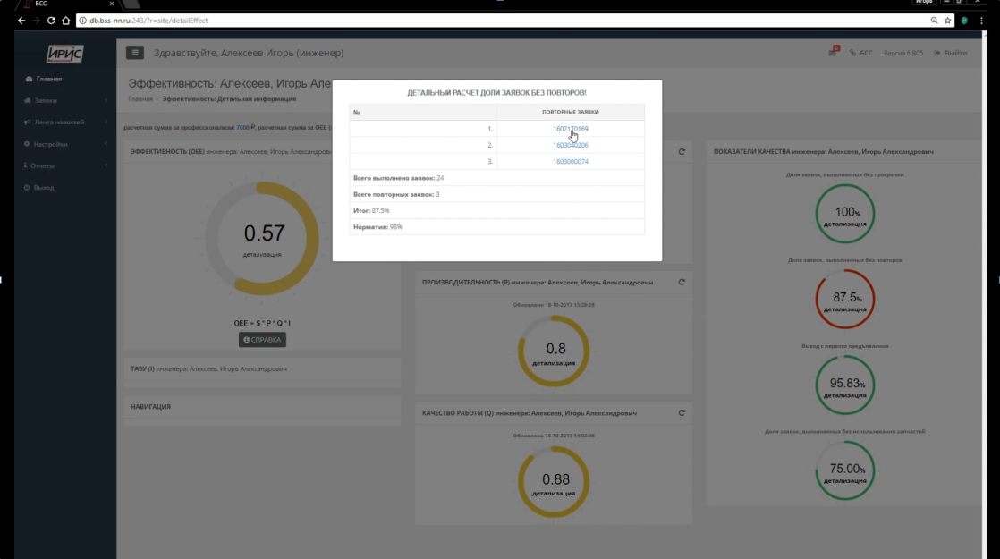 БСС
Игорь
db.bss-nn.ru:243/?r=site/detailEffect
ИРИС
Здравствуйте, Алексеев Игорь (инженер)
БСС
Версия 6.RC5
Выйти
Главная
Заявки
Лента новостей
Настройки
Отчеты
Выход
Эффективность: Алексеев, Игорь Але
Главная / Эффективность: Детальная информация
расчетная сумма за профессионализм: 7000 ₽, расчетная сумма за OEE (
ЭФФЕКТИВНОСТЬ (OEE) инженера: Алексеев, Игорь Александров
0.57
детализация
OEE = S * P * Q * I
СПРАВКА
ТАБУ (I) инженера: Алексеев, Игорь Александрович
НАВИГАЦИЯ
ДЕТАЛЬНЫЙ РАСЧЕТ ДОЛИ ЗАЯВОК БЕЗ ПОВТОРОВ!
№ ПОВТОРНЫЕ ЗАЯВКИ
1. 1602170169
2. 1603040206
3. 1603060074
Всего выполнено заявок: 24
Всего повторных заявок: 3
Итог: 87.5%
Норматив: 98%
ПРОИЗВОДИТЕЛЬНОСТЬ (P) инженера: Алексеев, Игорь Александрович
Обновлено 18-10-2017 13:29:28
0.8
детализация
КАЧЕСТВО РАБОТЫ (Q) инженера: Алексеев, Игорь Александрович
Обновлено 18-10-2017 14:02:08
0.88
детализация
ПОКАЗАТЕЛИ КАЧЕСТВА инженера: Алексеев, Игорь Александрович
Доля заявок, выполненных без просрочки
100%
детализация
Доля заявок, выполненных без повторов
87.5%
детализация
Выход с первого предъявления
95.83%
детализация
Доля заявок, выполненных без использования запчастей
75.00%
детализация